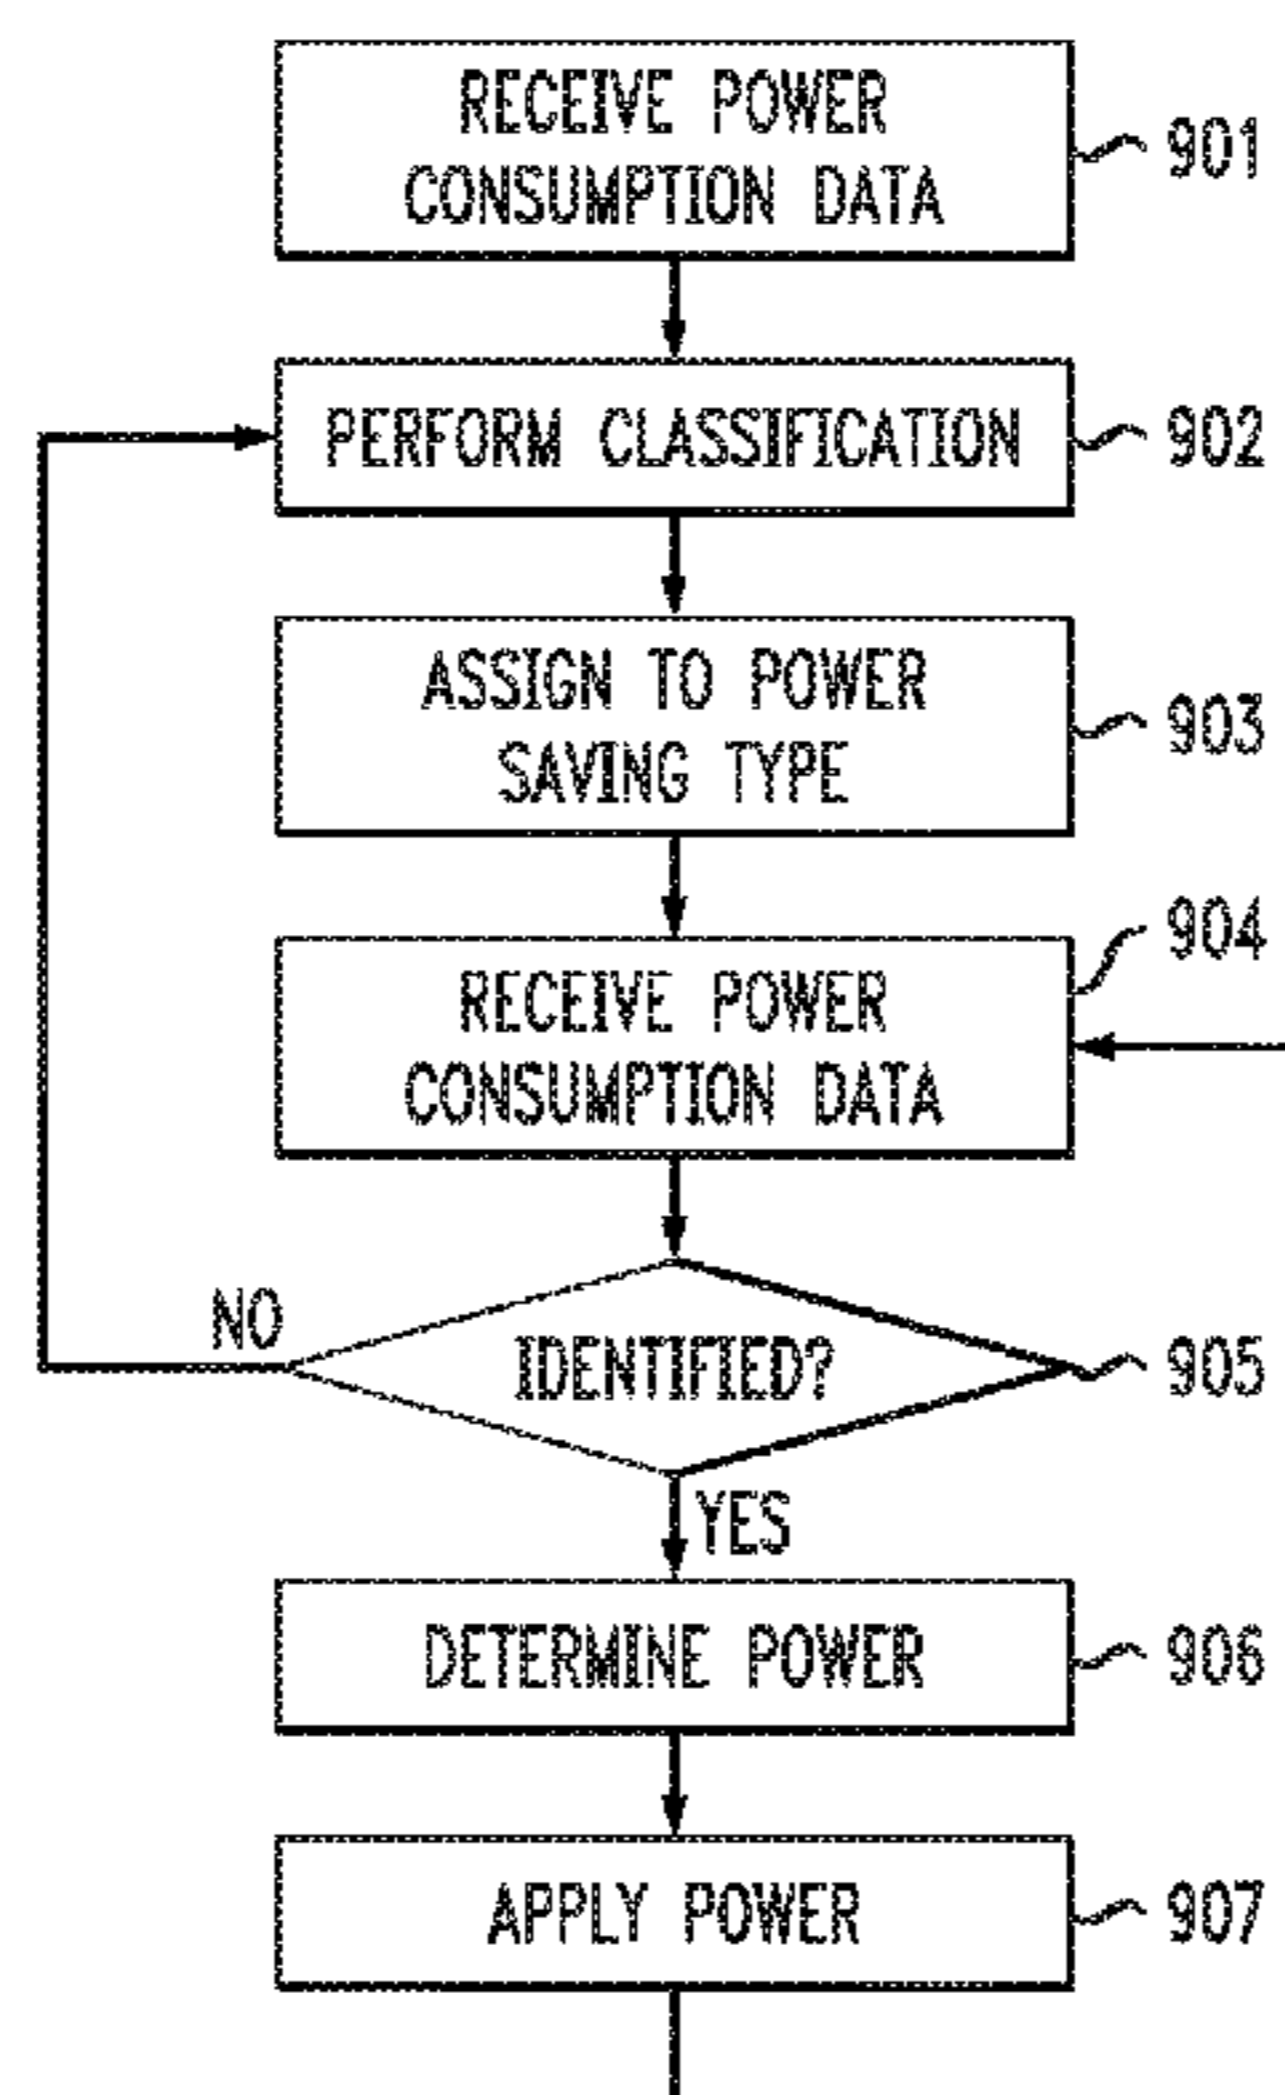 RECEIVE POWER
CONSUMPTION DATA
901
PERFORM CLASSIFICATION
902
ASSIGN TO POWER
SAVING TYPE
903
904
RECEIVE POWER
CONSUMPTION DATA
NO
IDENTIFIED?
905
YES
DETERMINE POWER
906
APPLY POWER
907